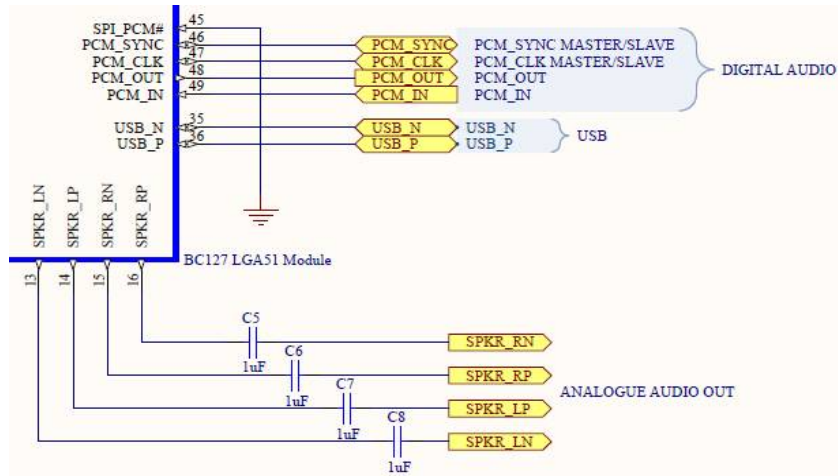 SPI_PCM# 45
PCM_SYNC 46 PCM_SYNC PCM_SYNC MASTER/SLAVE
PCM_CLK 47 PCM_CLK PCM_CLK MASTER/SLAVE
PCM_OUT 48 PCM_OUT PCM_OUT
PCM_IN 49 PCM_IN PCM_IN
DIGITAL AUDIO
USB_N 35 USB_N USB_N
USB_P 36 USB_P USB_P
USB
SPKR_LN
SPKR_LP
SPKR_RN
SPKR_RP
BC127 LGA51 Module
13
14
15
16
C5
1uF
SPKR_RN
C6
1uF
SPKR_RP
C7
1uF
SPKR_LP
C8
1uF
SPKR_LN
ANALOGUE AUDIO OUT